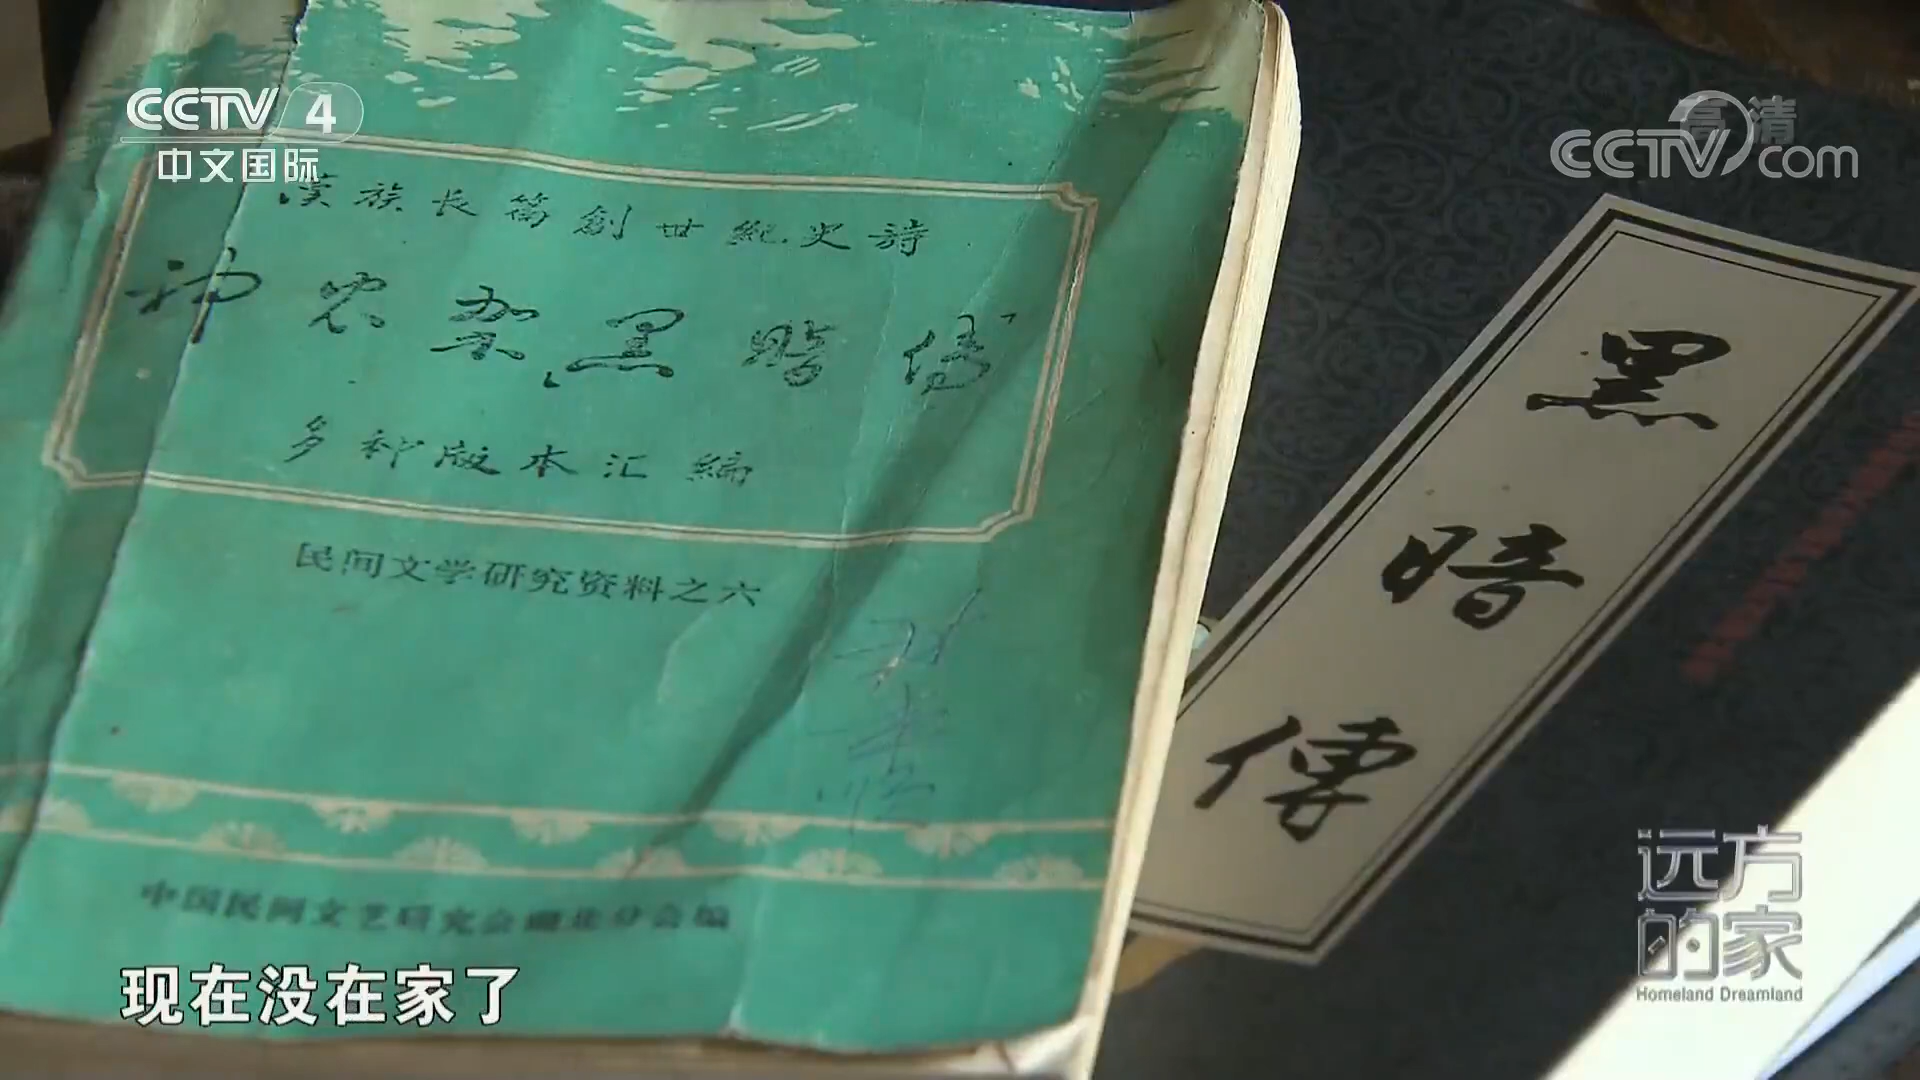 CCTV 4
中文国际
高清
CCTV.com
漢族長篇創世紀史詩
神农架黑暗传
多种版本汇編
民间文学研究资料之六
中国民间文艺研究会湖北分会编
黑暗傳
现在没在家了
远方的家
Homeland Dreamland